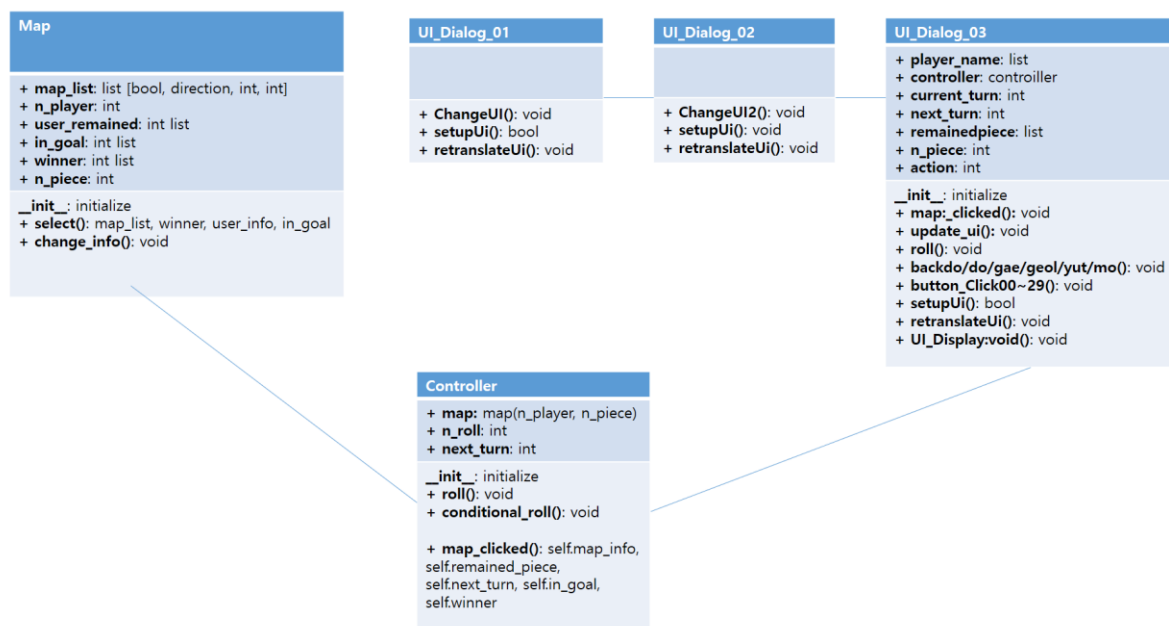 Map
+ map_list: list [bool, direction, int, int]
+ n_player: int
+ user_remained: int list
+ in_goal: int list
+ winner: int list
+ n_piece: int
__init__: initialize
+ select(): map_list, winner, user_info, in_goal
+ change_info(): void
UI_Dialog_01
+ ChangeUI(): void
+ setupUi(): bool
+ retranslateUi(): void
UI_Dialog_02
+ ChangeUI2(): void
+ setupUi(): void
+ retranslateUi(): void
UI_Dialog_03
+ player_name: list
+ controller: controiller
+ current_turn: int
+ next_turn: int
+ remainedpiece: list
+ n_piece: int
+ action: int
__init__: initialize
+ map:_clicked(): void
+ update_ui(): void
+ roll(): void
+ backdo/do/gae/geol/yut/mo(): void
+ button_Click00~29(): void
+ setupUi(): bool
+ retranslateUi(): void
+ UI_Display:void(): void
Controller
+ map: map(n_player, n_piece)
+ n_roll: int
+ next_turn: int
__init__: initialize
+ roll(): void
+ conditional_roll(): void
+ map_clicked(): self.map_info,
self.remained_piece,
self.next_turn, self.in_goal,
self.winner